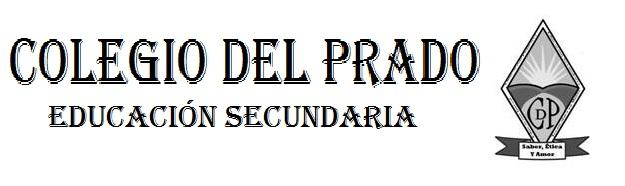 COLEGIO DEL PRADO
EDUCACIÓN SECUNDARIA
CDP
Saber, Ética
Y Amor